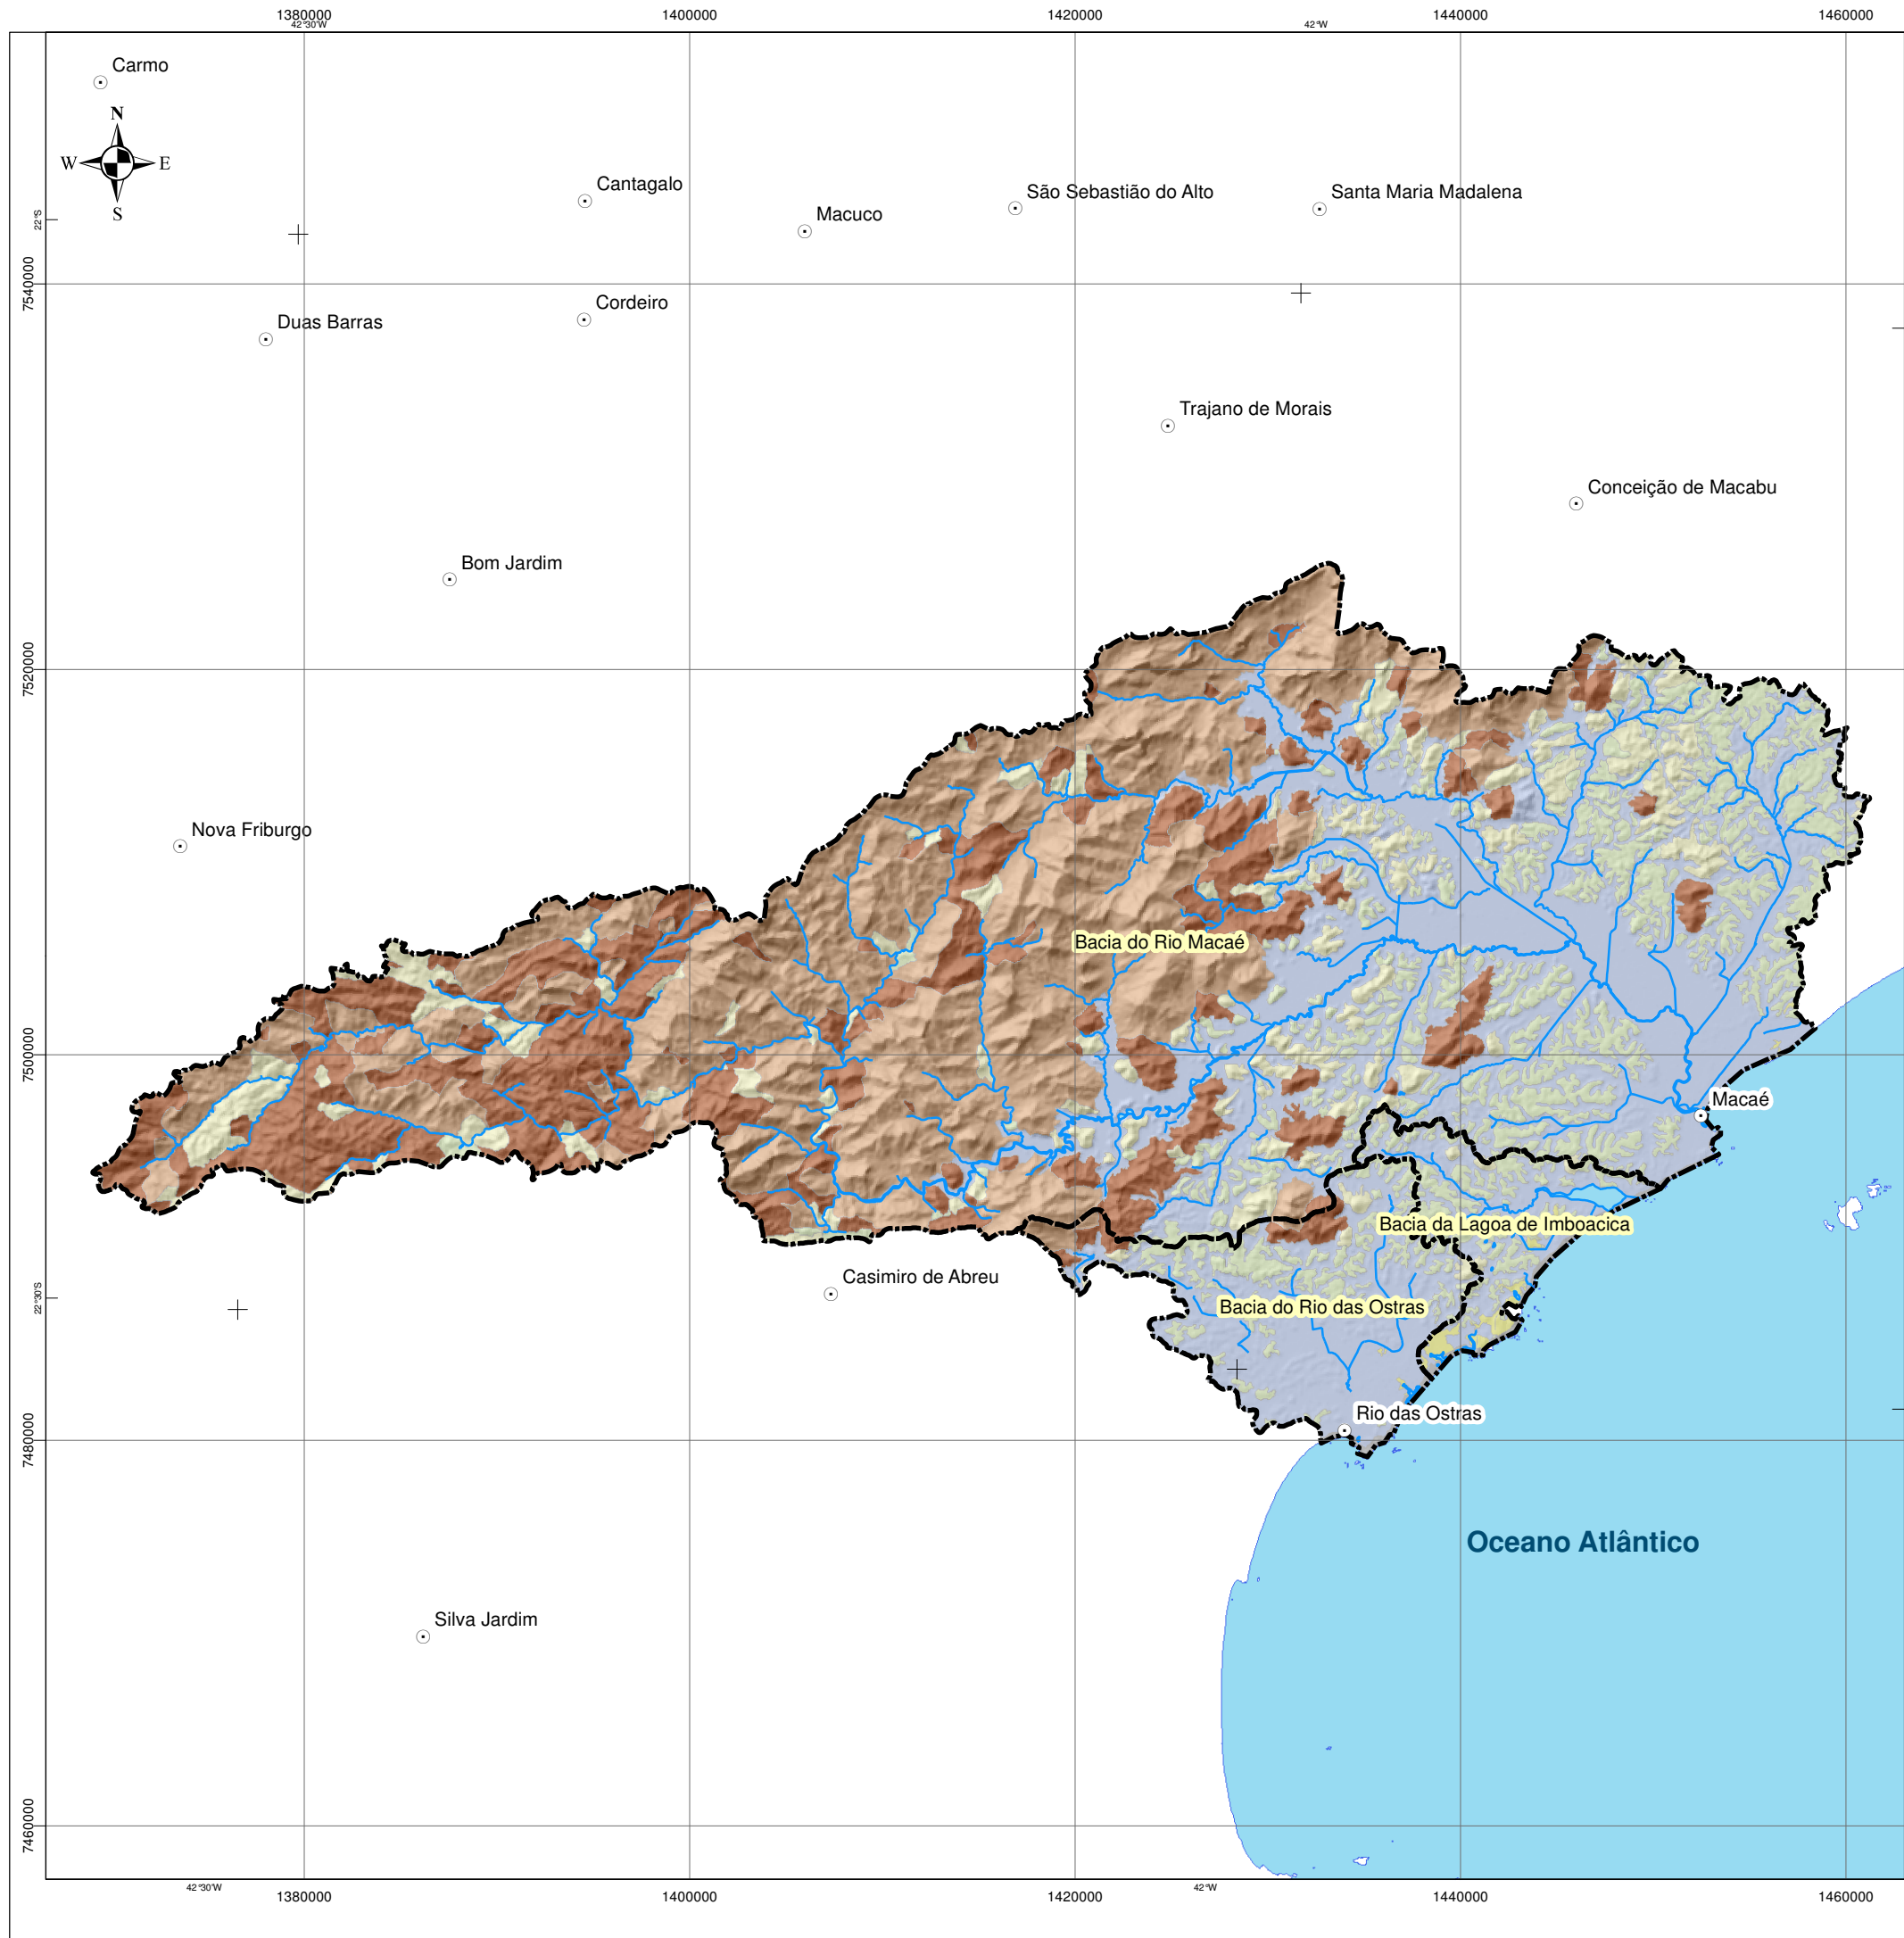 1380000 1400000 1420000 1440000 1460000
42°30'W 42°W
Carmo
N
W E
S
Cantagalo
São Sebastião do Alto
Santa Maria Madalena
Macuco
22°S
7540000
Cordeiro
Duas Barras
Trajano de Morais
Conceição de Macabu
Bom Jardim
7520000
Nova Friburgo
Bacia do Rio Macaé
7500000
Macaé
Bacia da Lagoa de Imboacica
Casimiro de Abreu
22°30'S
Bacia do Rio das Ostras
Rio das Ostras
7480000
Oceano Atlântico
Silva Jardim
7460000
42°30'W 42°W
1380000 1400000 1420000 1440000 1460000